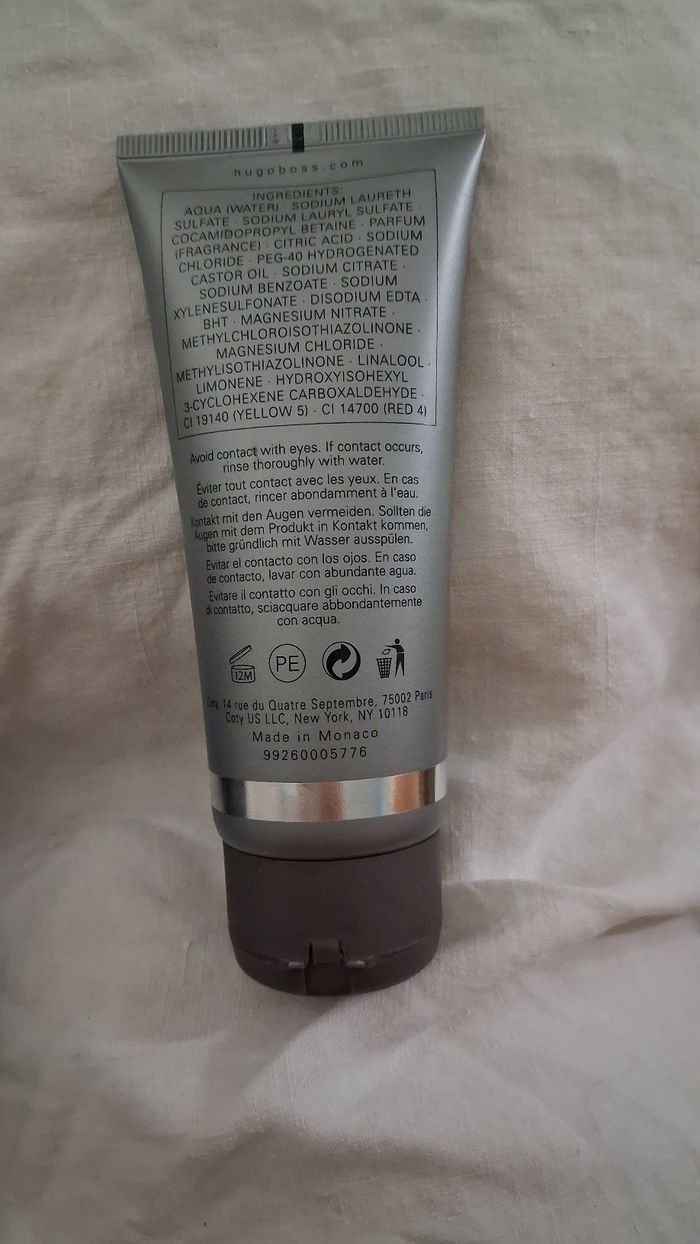 hugoboss.com
INGREDIENTS:
AQUA (WATER) · SODIUM LAURETH
SULFATE · SODIUM LAURYL SULFATE ·
COCAMIDOPROPYL BETAINE · PARFUM
(FRAGRANCE) · CITRIC ACID · SODIUM
CHLORIDE · PEG-40 HYDROGENATED
CASTOR OIL · SODIUM CITRATE ·
SODIUM BENZOATE · SODIUM
XYLENESULFONATE · DISODIUM EDTA ·
BHT · MAGNESIUM NITRATE ·
METHYLCHLOROISOTHIAZOLINONE ·
MAGNESIUM CHLORIDE ·
METHYLISOTHIAZOLINONE · LINALOOL ·
LIMONENE · HYDROXYISOHEXYL
3-CYCLOHEXENE CARBOXALDEHYDE ·
CI 19140 (YELLOW 5) · CI 14700 (RED 4)
Avoid contact with eyes. If contact occurs,
rinse thoroughly with water.
Éviter tout contact avec les yeux. En cas
de contact, rincer abondamment à l'eau.
Kontakt mit den Augen vermeiden. Sollten die
Augen mit dem Produkt in Kontakt kommen,
bitte gründlich mit Wasser ausspülen.
Evitar el contacto con los ojos. En caso
de contacto, lavar con abundante agua.
Evitare il contatto con gli occhi. In caso
di contatto, sciacquare abbondantemente
con acqua.
12M PE
Coty, 14 rue du Quatre Septembre, 75002 Paris
Coty US LLC, New York, NY 10118
Made in Monaco
99260005776